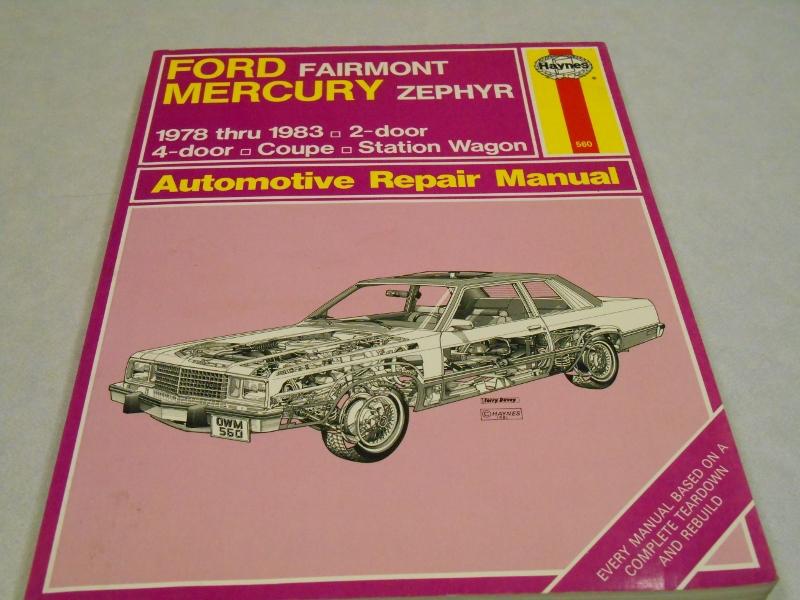 FORD FAIRMONT
MERCURY ZEPHYR
1978 thru 1983 □ 2-door
4-door □ Coupe □ Station Wagon
Haynes
®
560
Automotive Repair Manual
OWM
560
Terry Davey
© HAYNES
EVERY MANUAL BASED ON A
COMPLETE TEARDOWN
AND REBUILD